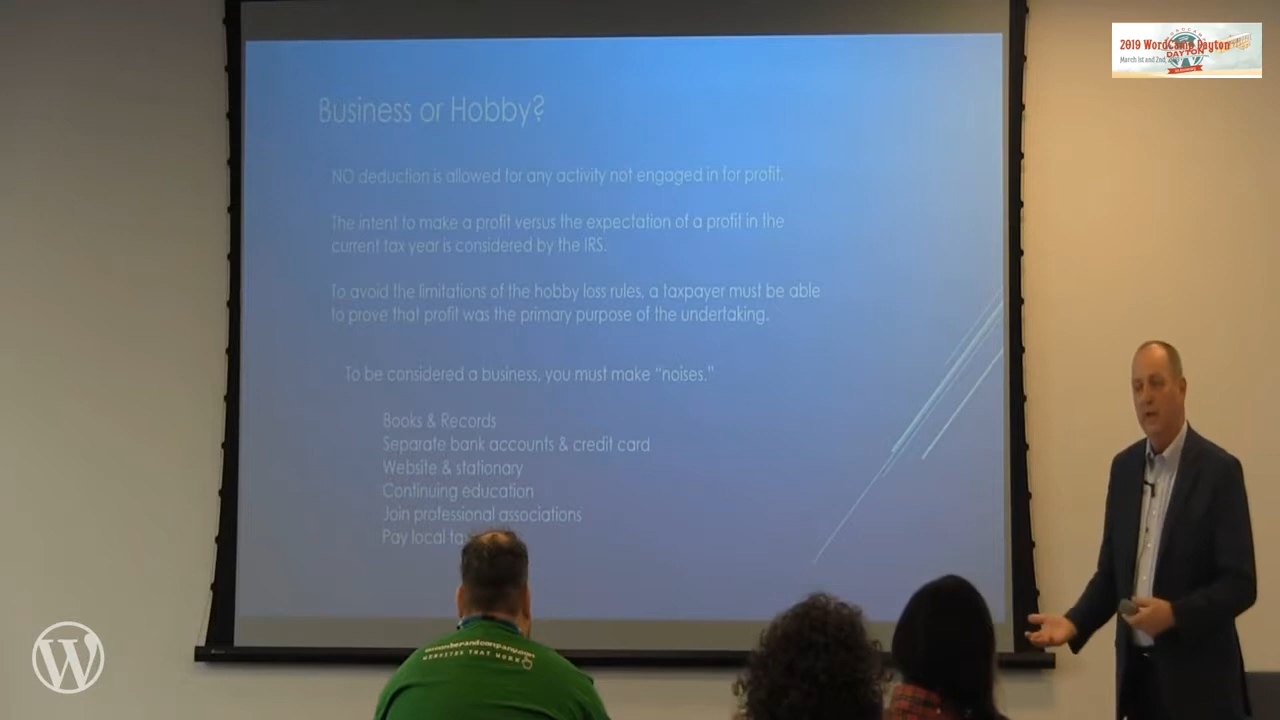 2019 WordCamp Dayton
March 1st and 2nd,
DAYTON
Business or Hobby?
NO deduction is allowed for any activity not engaged in for profit.
The intent to make a profit versus the expectation of a profit in the
current tax year is considered by the IRS.
To avoid the limitations of the hobby loss rules, a taxpayer must be able
to prove that profit was the primary purpose of the undertaking.
To be considered a business, you must make “noises.”
Books & Records
Separate bank accounts & credit card
Website & stationary
Continuing education
Join professional associations
Pay local
WEBSITES THAT WORK
W